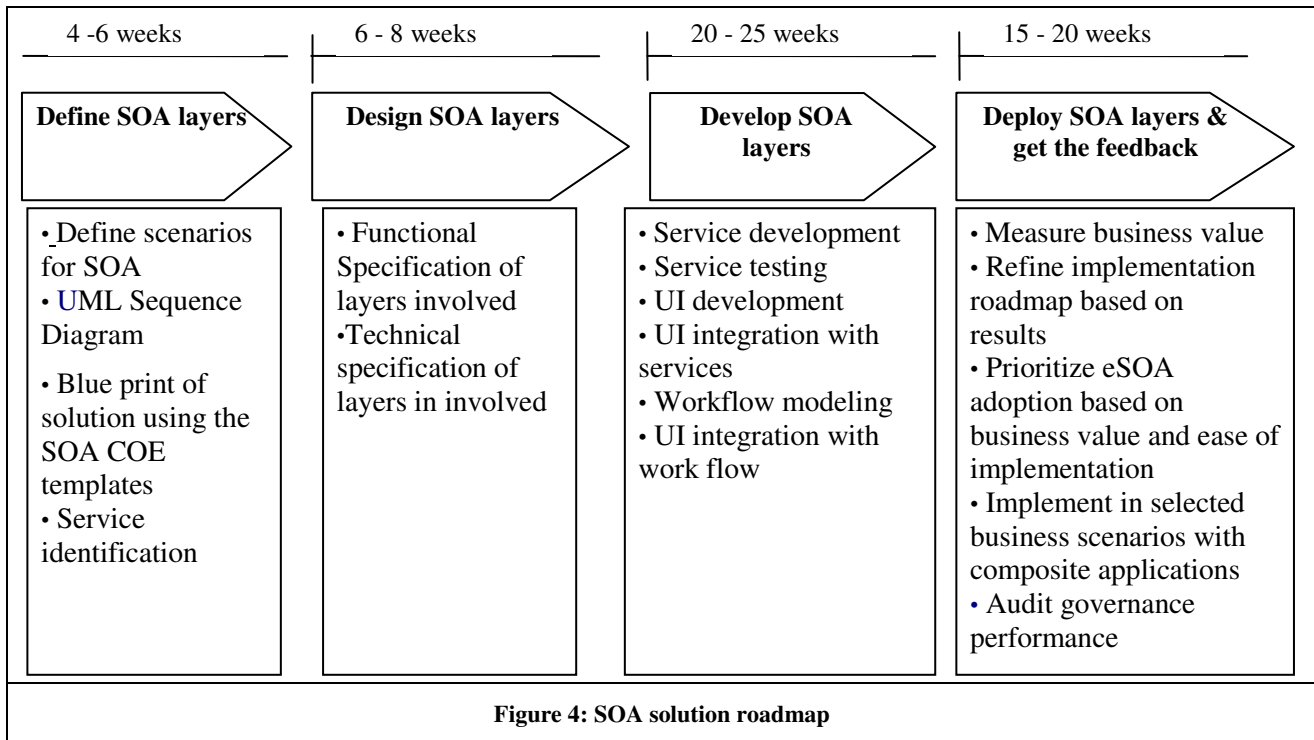 4 -6 weeks
6 - 8 weeks
20 - 25 weeks
15 - 20 weeks
Define SOA layers
Design SOA layers
Develop SOA
layers
Deploy SOA layers &
get the feedback
• Define scenarios
for SOA
• UML Sequence
Diagram
• Blue print of
solution using the
SOA COE
templates
• Service
identification
• Functional
Specification of
layers involved
•Technical
specification of
layers in involved
• Service development
• Service testing
• UI development
• UI integration with
services
• Workflow modeling
• UI integration with
work flow
• Measure business value
• Refine implementation
roadmap based on
results
• Prioritize eSOA
adoption based on
business value and ease of
implementation
• Implement in selected
business scenarios with
composite applications
• Audit governance
performance
Figure 4: SOA solution roadmap